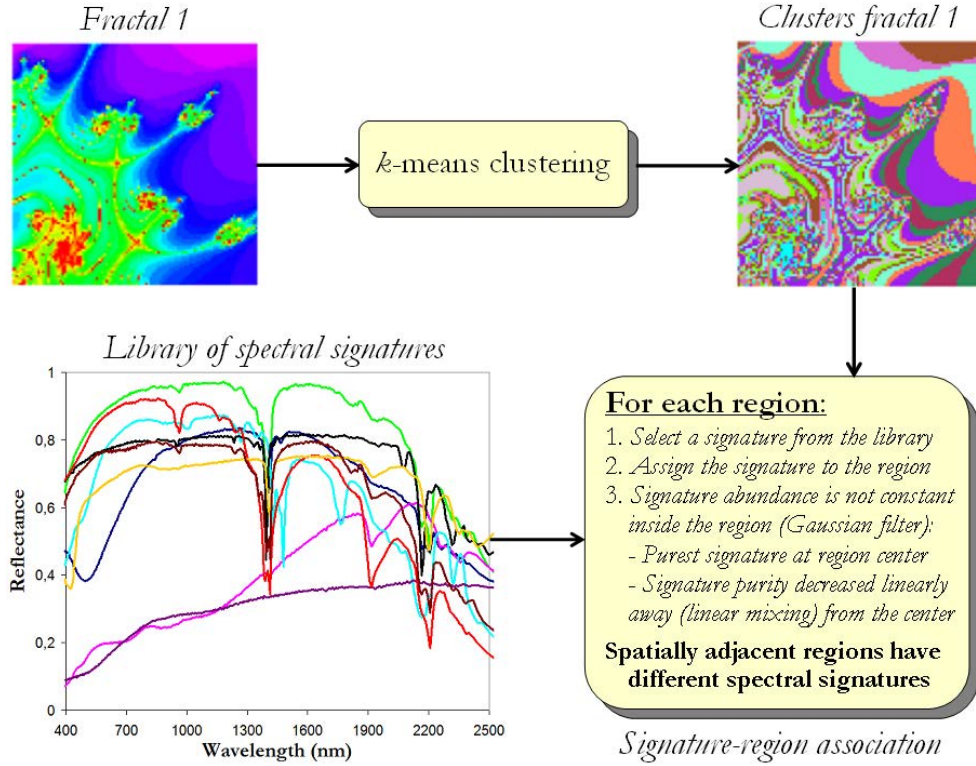 Fractal 1
Clusters fractal 1
k-means clustering
Library of spectral signatures
1
0,8
0,6
0,4
0,2
0
Reflectance
400 700 1000 1300 1600 1900 2200 2500
Wavelength (nm)
For each region:
1. Select a signature from the library
2. Assign the signature to the region
3. Signature abundance is not constant
inside the region (Gaussian filter):
- Purest signature at region center
- Signature purity decreased linearly
away (linear mixing) from the center
Spatially adjacent regions have
different spectral signatures
Signature-region association